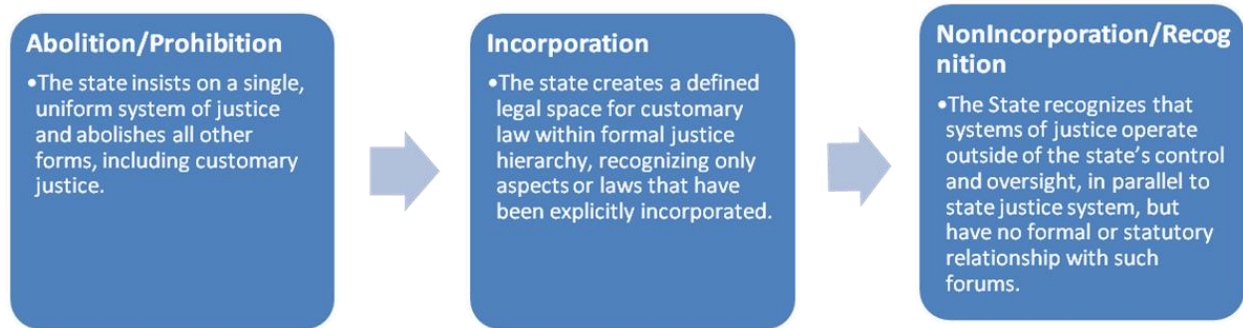 Abolition/Prohibition
•The state insists on a single,
uniform system of justice
and abolishes all other
forms, including customary
justice.
Incorporation
•The state creates a defined
legal space for customary
law within formal justice
hierarchy, recognizing only
aspects or laws that have
been explicitly incorporated.
NonIncorporation/Recog
nition
•The State recognizes that
systems of justice operate
outside of the state’s control
and oversight, in parallel to
state justice system, but
have no formal or statutory
relationship with such
forums.